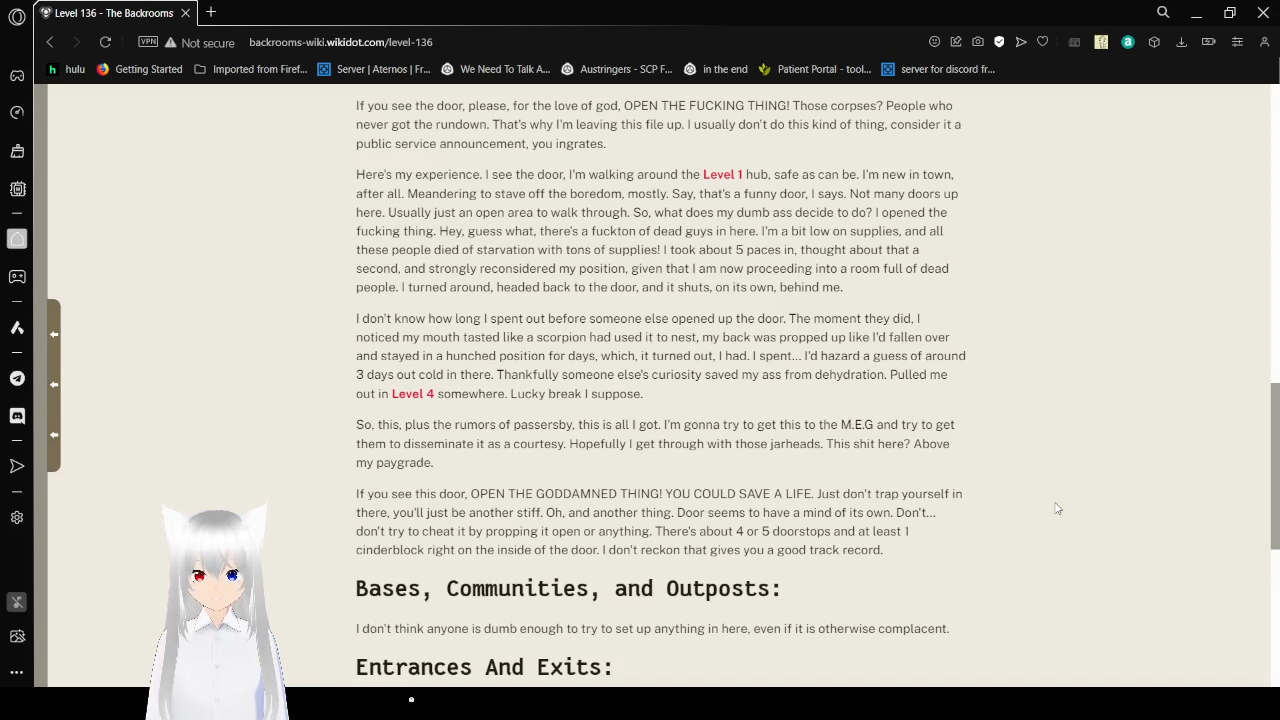 Level 136 - The Backrooms
VPN Not secure backrooms-wiki.wikidot.com/level-136
hulu Getting Started Imported from Firef... Server | Aternos | Fr... We Need To Talk A... Austringers - SCP F... in the end Patient Portal - tool... server for discord fr...
If you see the door, please, for the love of god, OPEN THE FUCKING THING! Those corpses? People who
never got the rundown. That's why I'm leaving this file up. I usually don't do this kind of thing, consider it a
public service announcement, you ingrates.
Here's my experience. I see the door, I'm walking around the Level 1 hub, safe as can be. I'm new in town,
after all. Meandering to stave off the boredom, mostly. Say, that's a funny door, I says. Not many doors up
here. Usually just an open area to walk through. So, what does my dumb ass decide to do? I opened the
fucking thing. Hey, guess what, there's a fuckton of dead guys in here. I'm a bit low on supplies, and all
these people died of starvation with tons of supplies! I took about 5 paces in, thought about that a
second, and strongly reconsidered my position, given that I am now proceeding into a room full of dead
people. I turned around, headed back to the door, and it shuts, on its own, behind me.
I don't know how long I spent out before someone else opened up the door. The moment they did, I
noticed my mouth tasted like a scorpion had used it to nest, my back was propped up like I'd fallen over
and stayed in a hunched position for days, which, it turned out, I had. I spent... I'd hazard a guess of around
3 days out cold in there. Thankfully someone else's curiosity saved my ass from dehydration. Pulled me
out in Level 4 somewhere. Lucky break I suppose.
So, this, plus the rumors of passersby, this is all I got. I'm gonna try to get this to the M.E.G and try to get
them to disseminate it as a courtesy. Hopefully I get through with those jarheads. This shit here? Above
my paygrade.
If you see this door, OPEN THE GODDAMNED THING! YOU COULD SAVE A LIFE. Just don't trap yourself in
there, you'll just be another stiff. Oh, and another thing. Door seems to have a mind of its own. Don't...
don't try to cheat it by propping it open or anything. There's about 4 or 5 doorstops and at least 1
cinderblock right on the inside of the door. I don't reckon that gives you a good track record.
Bases, Communities, and Outposts:
I don't think anyone is dumb enough to try to set up anything in here, even if it is otherwise complacent.
Entrances And Exits: